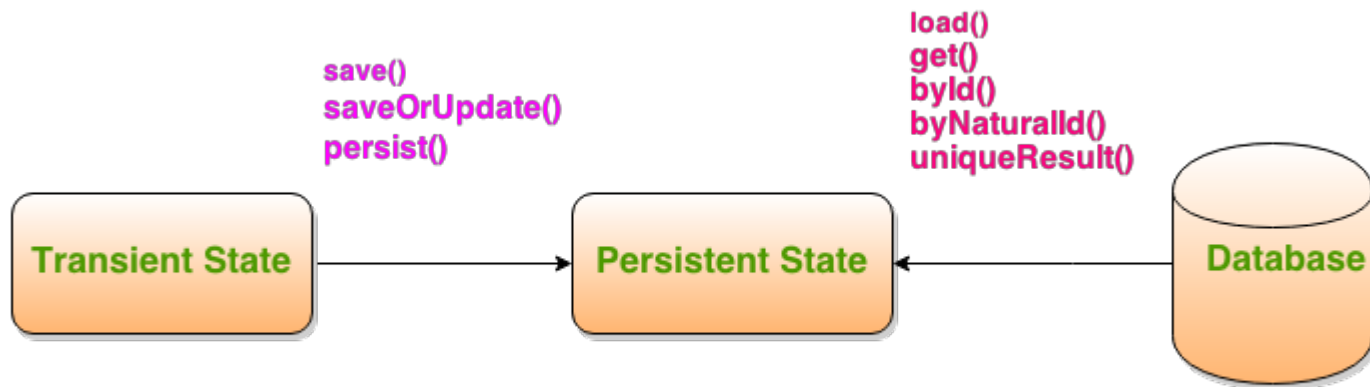 save()
saveOrUpdate()
persist()
load()
get()
byId()
byNaturalId()
uniqueResult()
Transient State
Persistent State
Database